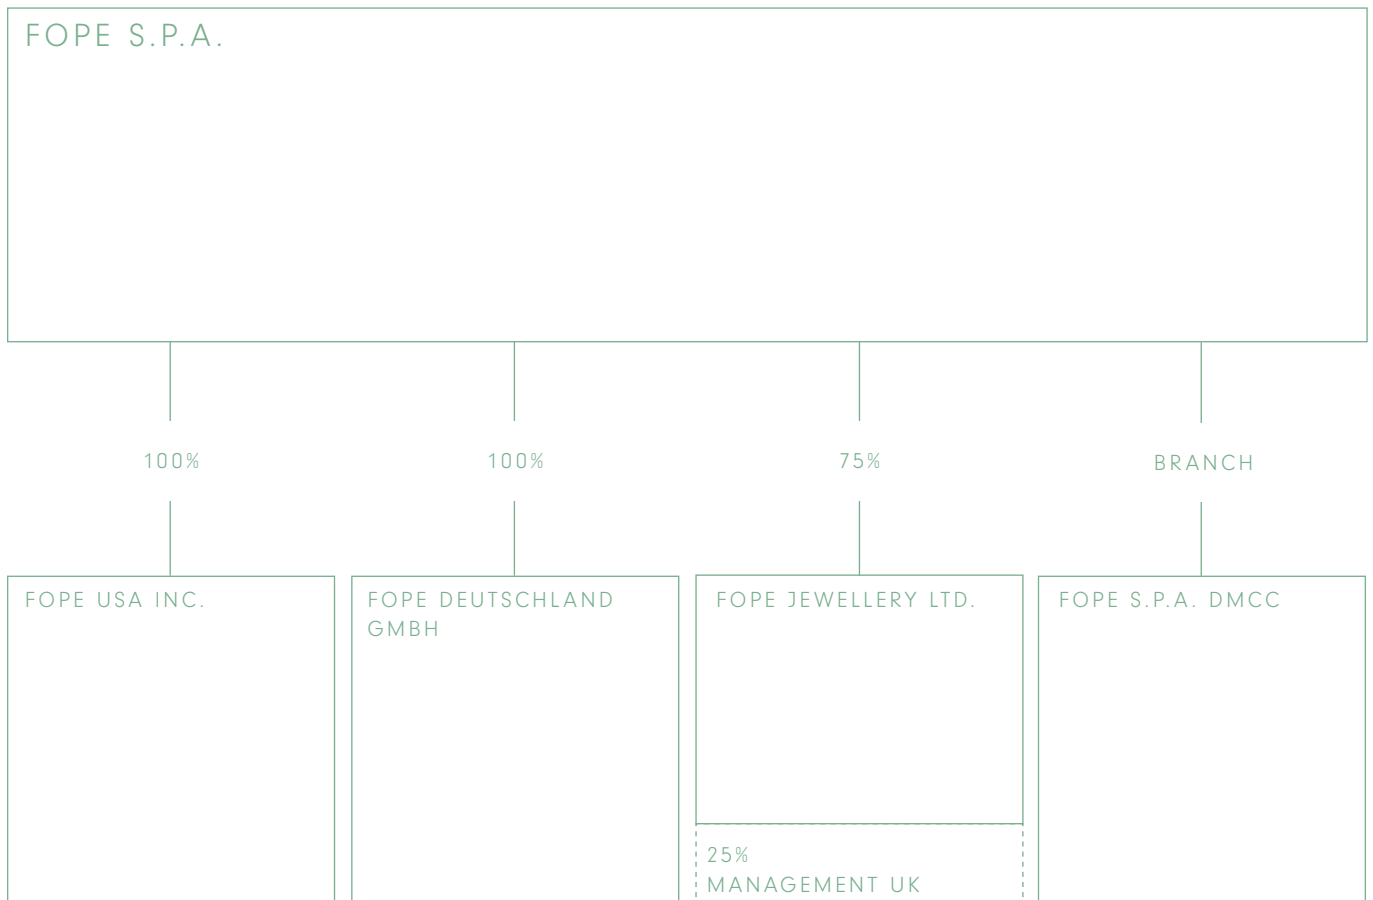 FOPE S.P.A.
100%
100%
75%
BRANCH
FOPE USA INC.
FOPE DEUTSCHLAND
GMBH
FOPE JEWELLERY LTD.
FOPE S.P.A. DMCC
25%
MANAGEMENT UK